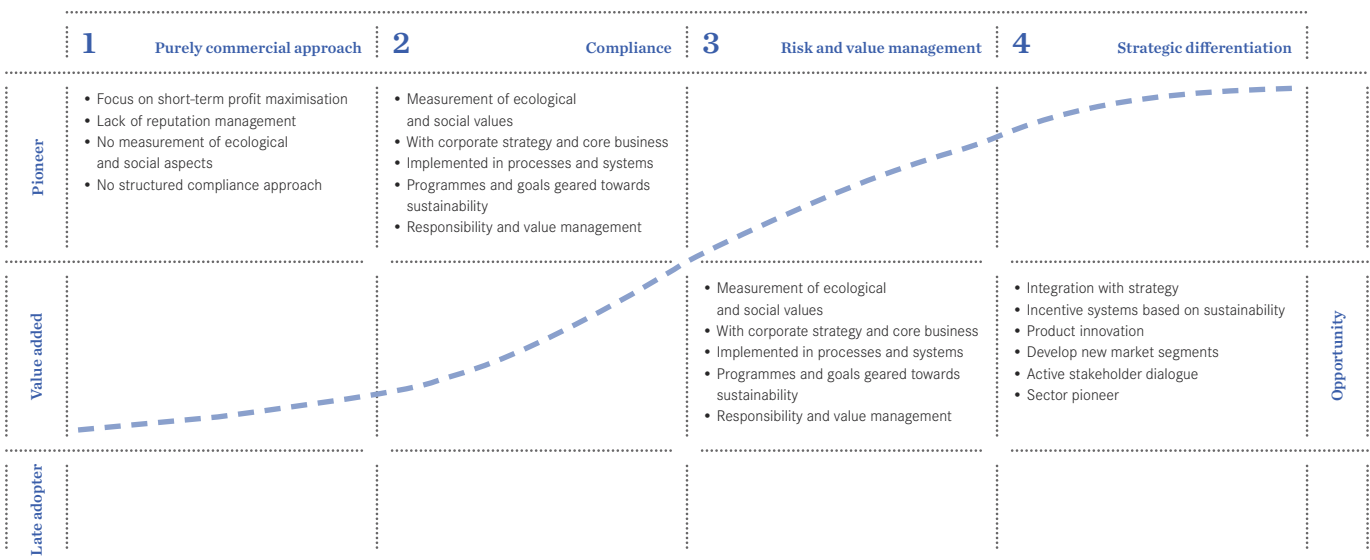 1 Purely commercial approach
2 Compliance
3 Risk and value management
4 Strategic differentiation
Pioneer
• Focus on short-term profit maximisation
• Lack of reputation management
• No measurement of ecological
and social aspects
• No structured compliance approach
• Measurement of ecological
and social values
• With corporate strategy and core business
• Implemented in processes and systems
• Programmes and goals geared towards
sustainability
• Responsibility and value management
Value added
• Measurement of ecological
and social values
• With corporate strategy and core business
• Implemented in processes and systems
• Programmes and goals geared towards
sustainability
• Responsibility and value management
• Integration with strategy
• Incentive systems based on sustainability
• Product innovation
• Develop new market segments
• Active stakeholder dialogue
• Sector pioneer
Opportunity
Late adopter